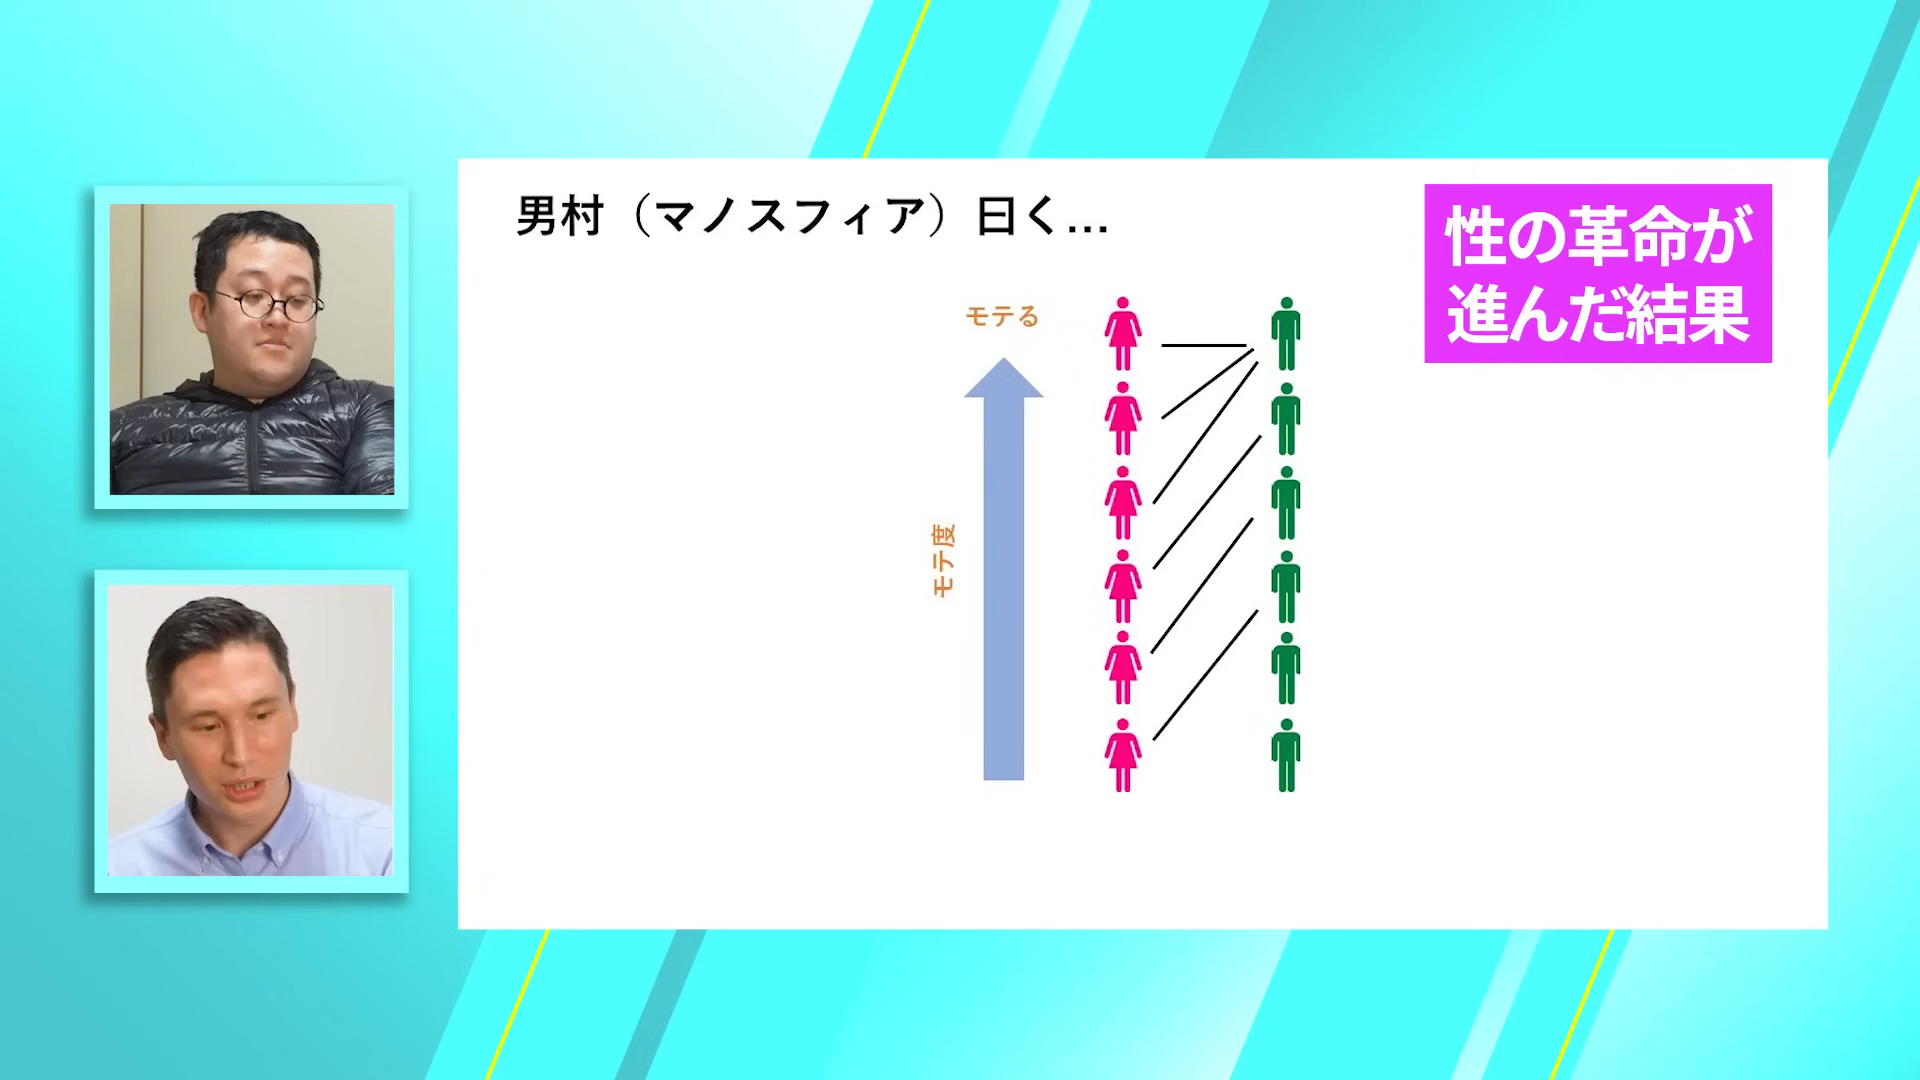 男村（マノスフィア）曰く…
性の革命が
進んだ結果
モテる
モテ度